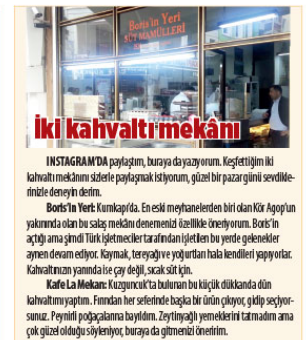 Boris'in Yeri
SÜT MAMÜLLERİ
İki kahvaltı mekânı
INSTAGRAM'DA paylaştım, buraya da yazıyorum. Keşfettiğim iki
kahvaltı mekânını sizlerle paylaşmak istiyorum, güzel bir pazar günü sevdikle-
rinizle deneyin derim.
Boris'in Yeri: Kumkapı'da. En eski meyhanelerden biri olan Kör Agop'un
yakınında olan bu salaş mekânı denemenizi özellikle öneriyorum. Boris'in
açtığı ama şimdi Türk işletmeciler tarafından işletilen bu yerde gelenekler
aynen devam ediyor. Kaymak, tereyağı ve yoğurtları hala kendileri yapıyorlar.
Kahvaltınızın yanında ise çay değil, sıcak süt için.
Kafe La Mekan: Kuzguncuk'ta bulunan bu küçük dükkanda dün
kahvaltımı yaptım. Fırından her seferinde başka bir ürün çıkıyor, gidip seçiyor-
sunuz. Peynirli poğaçalarına bayıldım. Zeytinyağlı yemeklerini tatmadım ama
çok güzel olduğu söyleniyor, buraya da gitmenizi öneririm.